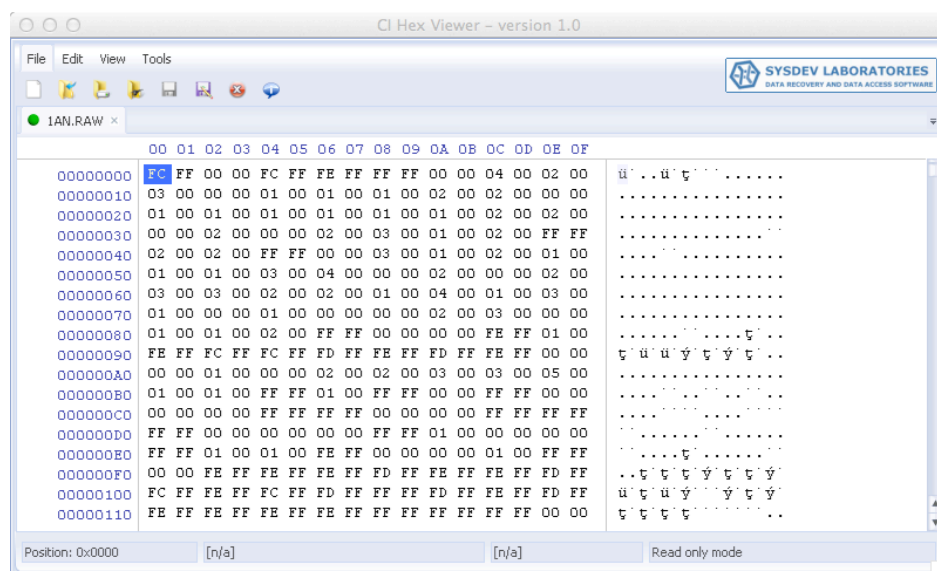 CI Hex Viewer – version 1.0
File Edit View Tools
SYSDEV LABORATORIES
DATA RECOVERY AND DATA ACCESS SOFTWARE
1AN.RAW ×
00 01 02 03 04 05 06 07 08 09 0A 0B 0C 0D 0E 0F
00000000 FC FF 00 00 FC FF FE FF FF FF 00 00 04 00 02 00 ü˙..ü˙ţ˙˙˙......
00000010 03 00 00 00 01 00 01 00 01 00 02 00 02 00 00 00 ................
00000020 01 00 01 00 01 00 01 00 01 00 01 00 02 00 02 00 ................
00000030 00 00 02 00 00 00 02 00 03 00 01 00 02 00 FF FF ..............˙˙
00000040 02 00 02 00 FF FF 00 00 03 00 01 00 02 00 01 00 ....˙˙..........
00000050 01 00 01 00 03 00 04 00 00 00 02 00 00 00 02 00 ................
00000060 03 00 03 00 02 00 02 00 01 00 04 00 01 00 03 00 ................
00000070 01 00 00 00 01 00 00 00 00 00 02 00 03 00 00 00 ................
00000080 01 00 01 00 02 00 FF FF 00 00 00 00 FE FF 01 00 ......˙˙....ţ˙..
00000090 FE FF FC FF FC FF FD FF FE FF FD FF FE FF 00 00 ţ˙ü˙ü˙ý˙ţ˙ý˙ţ˙..
000000A0 00 00 01 00 00 00 02 00 02 00 03 00 03 00 05 00 ................
000000B0 01 00 01 00 FF FF 01 00 FF FF 00 00 FF FF 00 00 ....˙˙..˙˙..˙˙..
000000C0 00 00 00 00 FF FF FF FF 00 00 00 00 FF FF FF FF ....˙˙˙˙....˙˙˙˙
000000D0 FF FF 00 00 00 00 00 00 FF FF 01 00 00 00 00 00 ˙˙......˙˙......
000000E0 FF FF 01 00 01 00 FE FF 00 00 00 00 01 00 FF FF ˙˙....ţ˙......˙˙
000000F0 00 00 FE FF FE FF FE FF FD FF FE FF FE FF FD FF ..ţ˙ţ˙ţ˙ý˙ţ˙ţ˙ý˙
00000100 FC FF FE FF FC FF FD FF FF FF FD FF FE FF FD FF ü˙ţ˙ü˙ý˙˙˙ý˙ţ˙ý˙
00000110 FE FF FE FF FE FF FE FF FF FF FF FF FF FF 00 00 ţ˙ţ˙ţ˙ţ˙˙˙˙˙˙˙..
Position: 0x0000 [n/a] [n/a] Read only mode